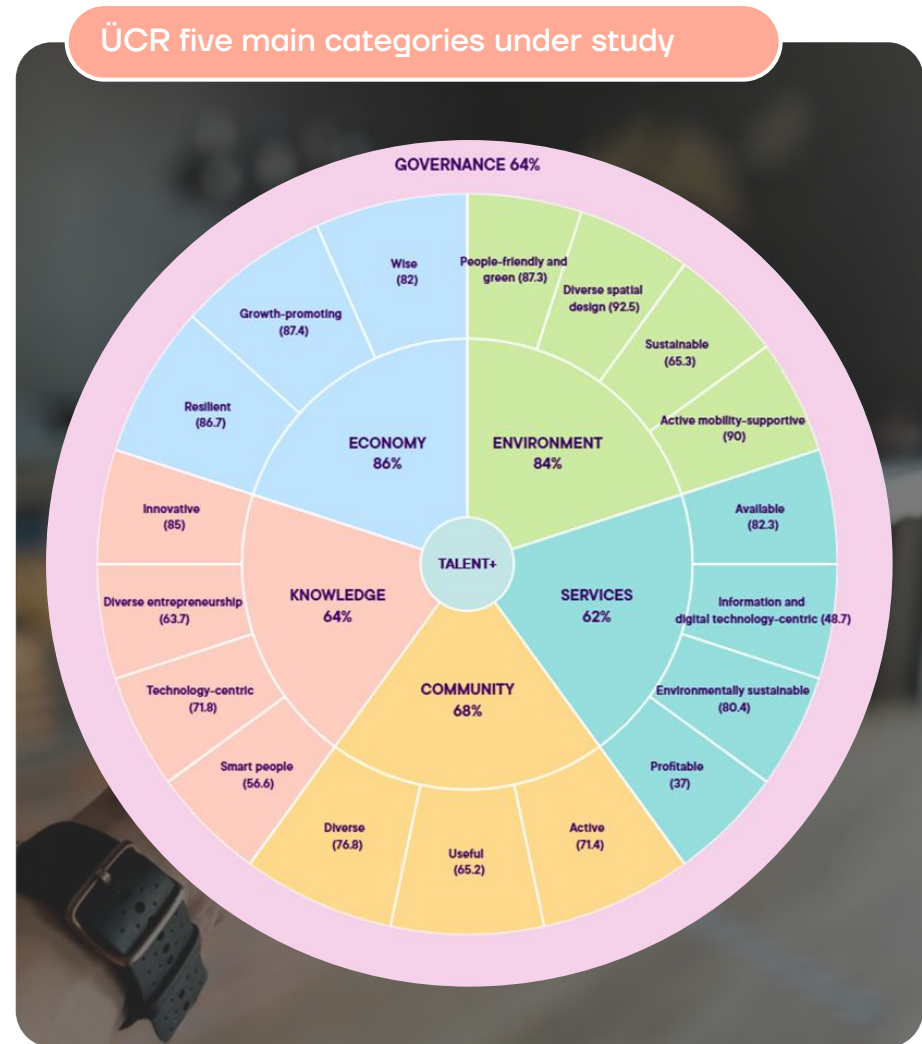 ÜCR five main categories under study
GOVERNANCE 64%
Wise
(82)
Growth-promoting
(87.4)
Resilient
(86.7)
ECONOMY
86%
People-friendly and
green (87.3)
Diverse spatial
design (92.5)
Sustainable
(65.3)
Active mobility-supportive
(90)
ENVIRONMENT
84%
Available
(82.3)
Information and
digital technology-centric (48.7)
Environmentally sustainable
(80.4)
Profitable
(37)
SERVICES
62%
TALENT+
Innovative
(85)
Diverse entrepreneurship
(63.7)
Technology-centric
(71.8)
Smart people
(56.6)
KNOWLEDGE
64%
COMMUNITY
68%
Diverse
(76.8)
Useful
(65.2)
Active
(71.4)